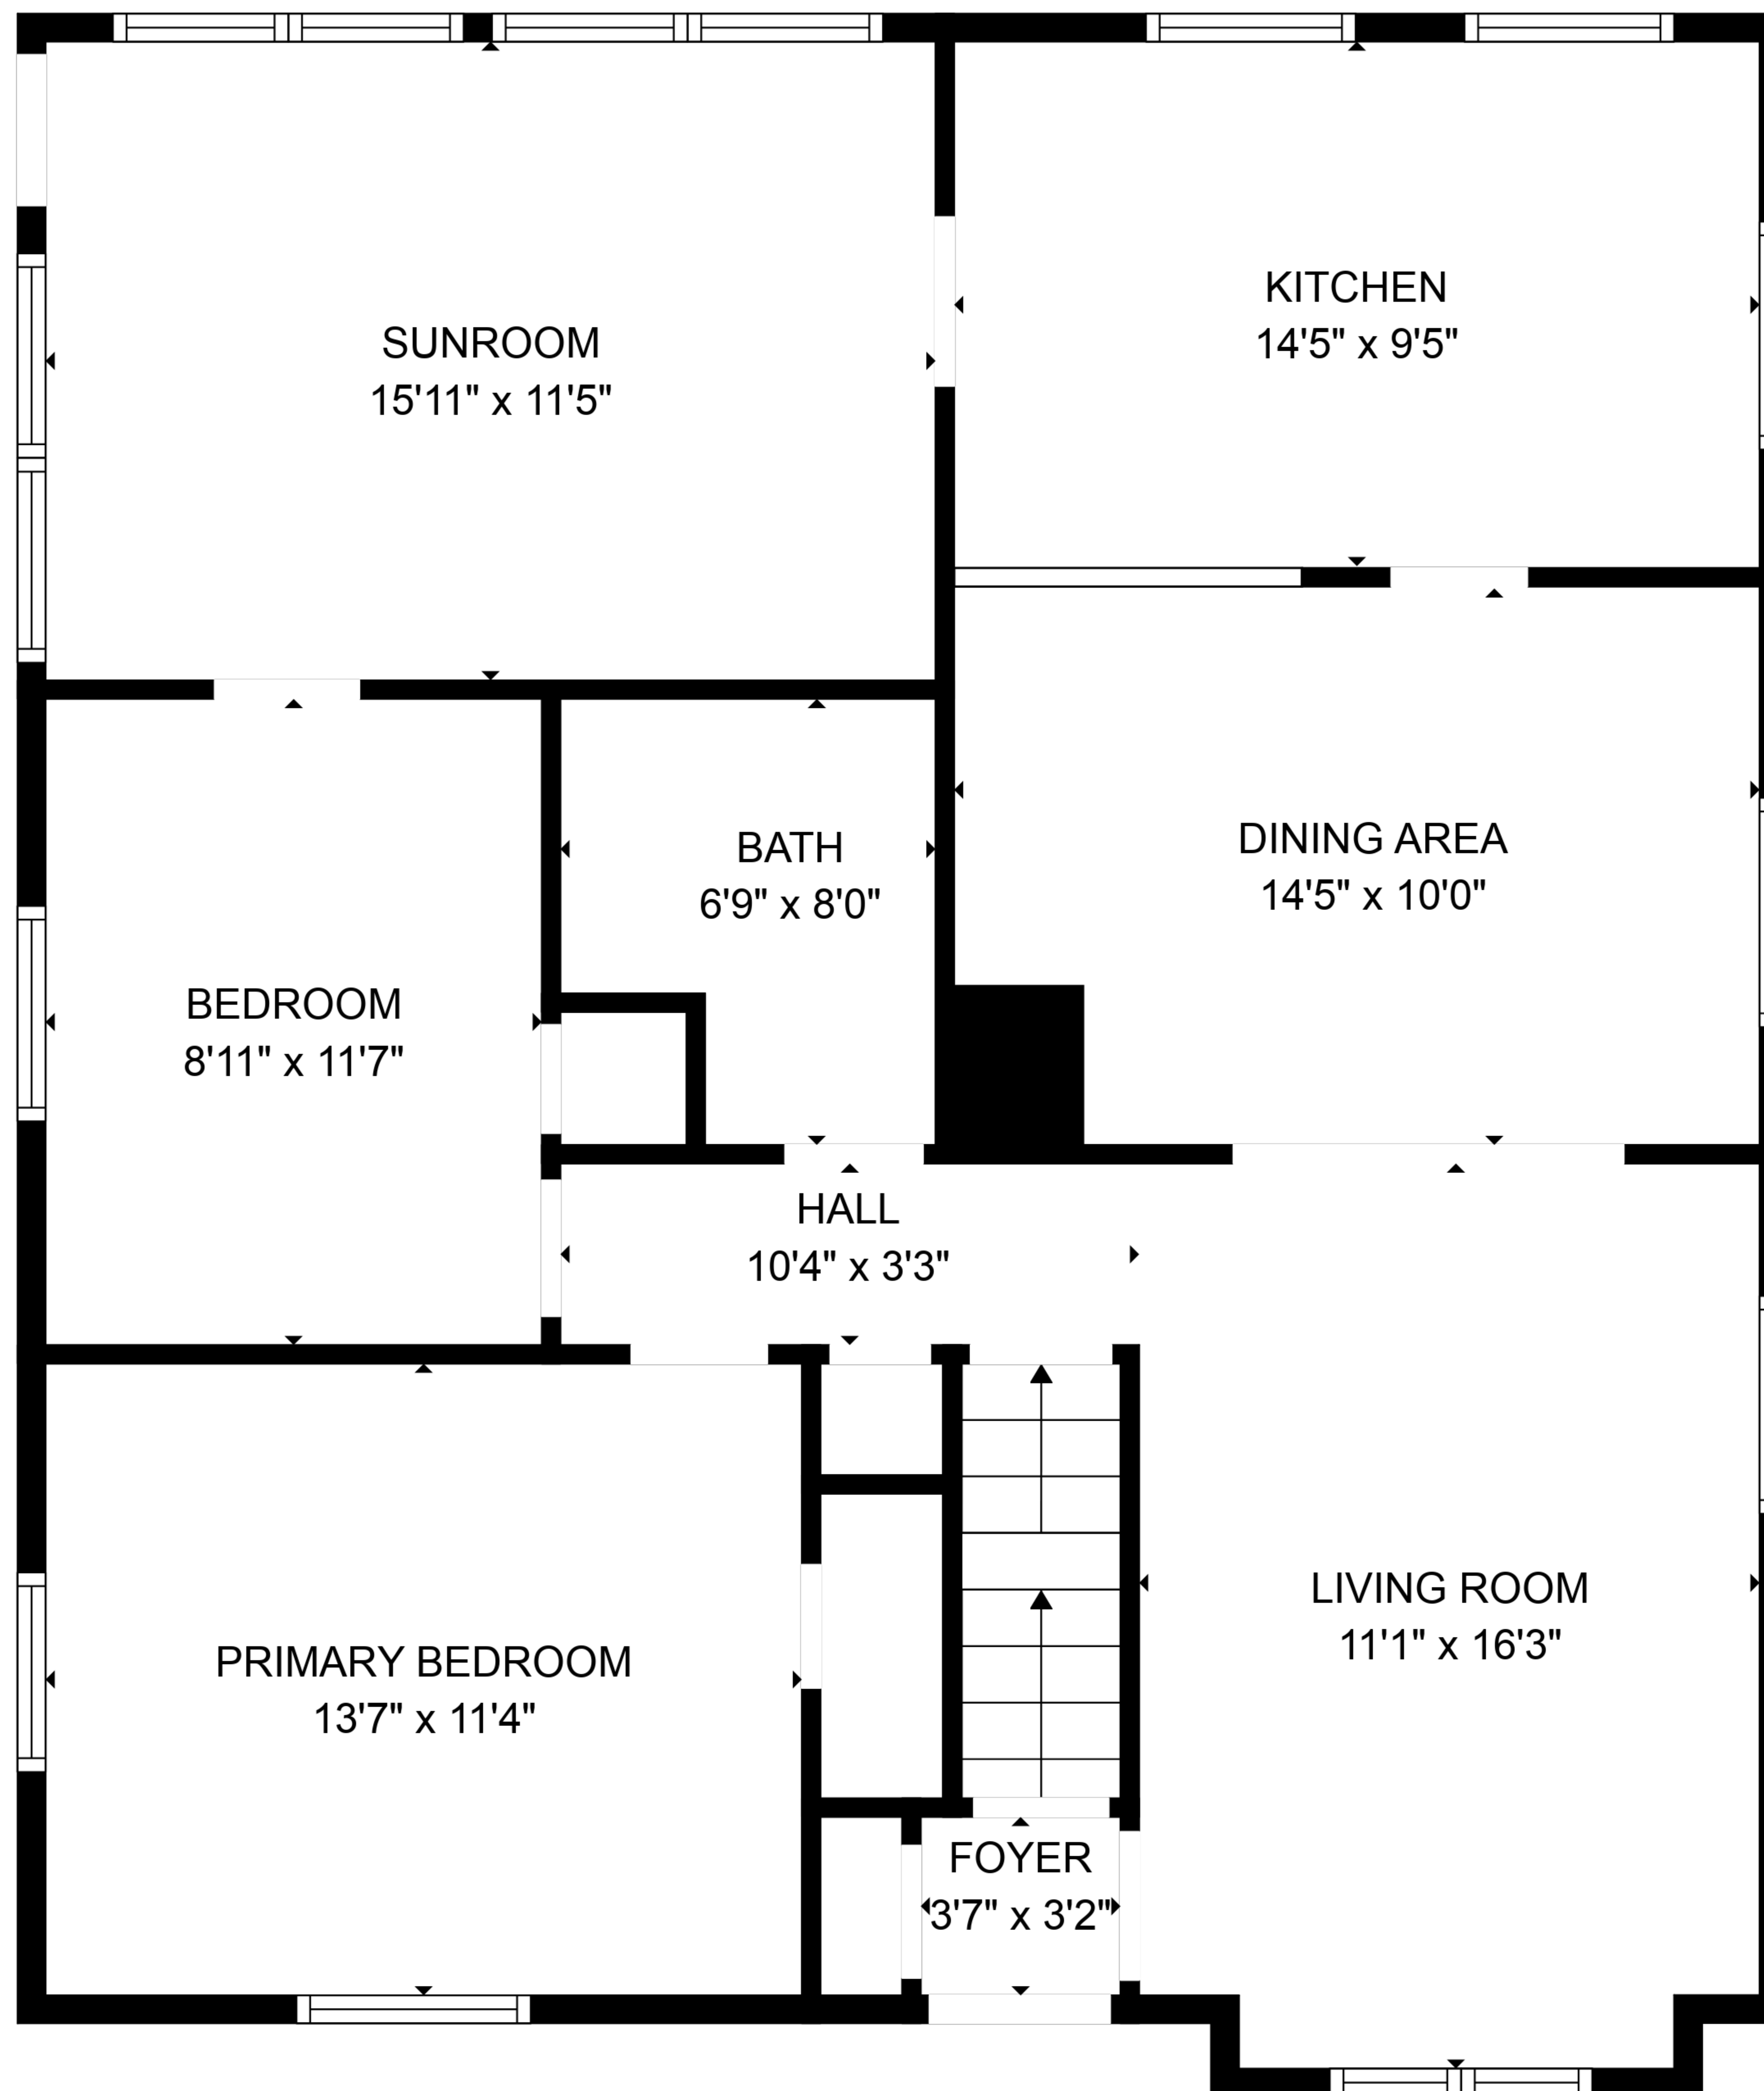 SUNROOM
15'11" x 11'5"
KITCHEN
14'5" x 9'5"
BATH
6'9" x 8'0"
DINING AREA
14'5" x 10'0"
BEDROOM
8'11" x 11'7"
HALL
10'4" x 3'3"
LIVING ROOM
11'1" x 16'3"
PRIMARY BEDROOM
13'7" x 11'4"
FOYER
3'7" x 3'2"